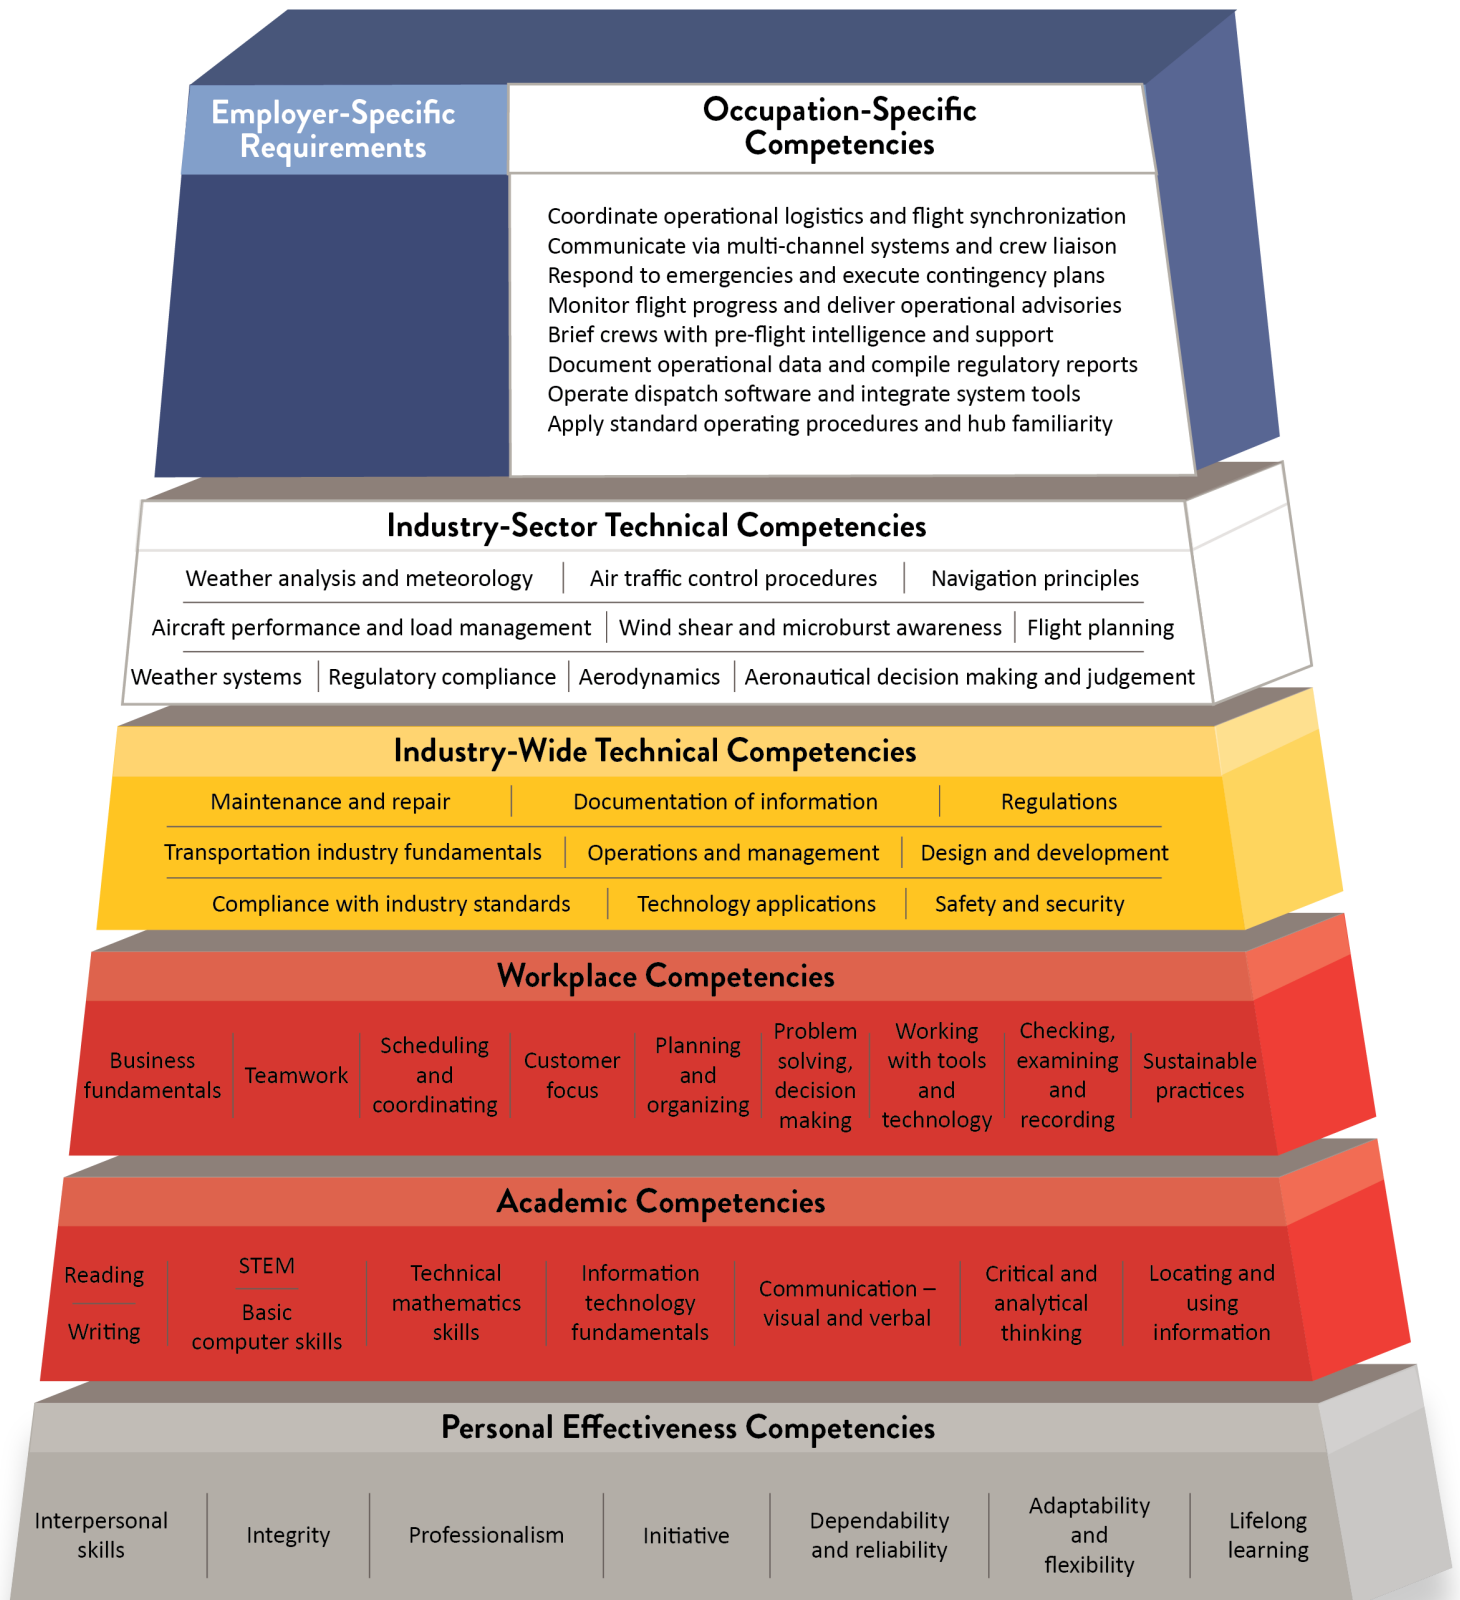 Employer-Specific
Requirements
Occupation-Specific
Competencies
Coordinate operational logistics and flight synchronization
Communicate via multi-channel systems and crew liaison
Respond to emergencies and execute contingency plans
Monitor flight progress and deliver operational advisories
Brief crews with pre-flight intelligence and support
Document operational data and compile regulatory reports
Operate dispatch software and integrate system tools
Apply standard operating procedures and hub familiarity
Industry-Sector Technical Competencies
Weather analysis and meteorology
Air traffic control procedures
Navigation principles
Aircraft performance and load management
Wind shear and microburst awareness
Flight planning
Weather systems
Regulatory compliance
Aerodynamics
Aeronautical decision making and judgement
Industry-Wide Technical Competencies
Maintenance and repair
Documentation of information
Regulations
Transportation industry fundamentals
Operations and management
Design and development
Compliance with industry standards
Technology applications
Safety and security
Workplace Competencies
Business
fundamentals
Teamwork
Scheduling
and
coordinating
Customer
focus
Planning
and
organizing
Problem
solving,
decision
making
Working
with tools
and
technology
Checking,
examining
and
recording
Sustainable
practices
Academic Competencies
Reading
Writing
STEM
Basic
computer skills
Technical
mathematics
skills
Information
technology
fundamentals
Communication –
visual and verbal
Critical and
analytical
thinking
Locating and
using
information
Personal Effectiveness Competencies
Interpersonal
skills
Integrity
Professionalism
Initiative
Dependability
and reliability
Adaptability
and
flexibility
Lifelong
learning